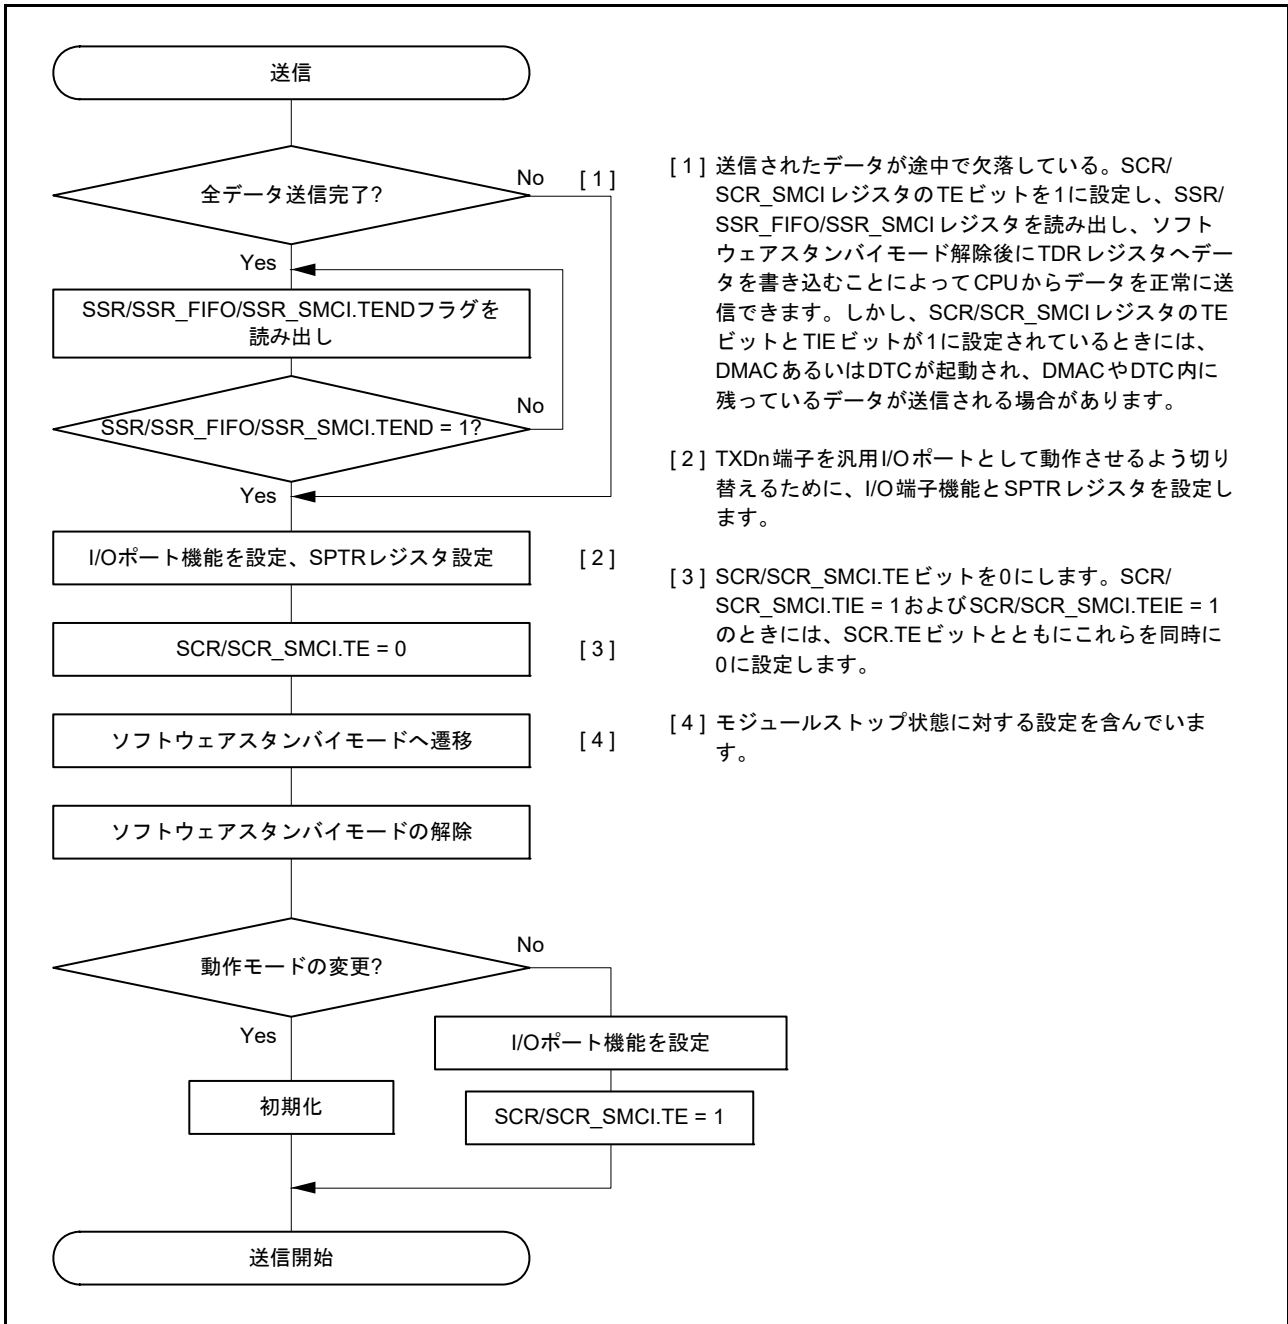 送信
全データ送信完了?
No
[ 1 ]
Yes
SSR/SSR_FIFO/SSR_SMCI.TENDフラグを
読み出し
SSR/SSR_FIFO/SSR_SMCI.TEND = 1?
No
Yes
I/Oポート機能を設定、SPTRレジスタ設定
[ 2 ]
SCR/SCR_SMCI.TE = 0
[ 3 ]
ソフトウェアスタンバイモードへ遷移
[ 4 ]
ソフトウェアスタンバイモードの解除
動作モードの変更?
No
Yes
I/Oポート機能を設定
初期化
SCR/SCR_SMCI.TE = 1
送信開始
[ 1 ] 送信されたデータが途中で欠落している。SCR/
SCR_SMCIレジスタのTEビットを1に設定し、SSR/
SSR_FIFO/SSR_SMCIレジスタを読み出し、ソフト
ウェアスタンバイモード解除後にTDRレジスタへデー
タを書き込むことによってCPUからデータを正常に送
信できます。しかし、SCR/SCR_SMCIレジスタのTE
ビットとTIEビットが1に設定されているときには、
DMACあるいはDTCが起動され、DMACやDTC内に
残っているデータが送信される場合があります。
[ 2 ] TXDn端子を汎用I/Oポートとして動作させるよう切り
替えるために、I/O端子機能とSPTRレジスタを設定し
ます。
[ 3 ] SCR/SCR_SMCI.TEビットを0にします。SCR/
SCR_SMCI.TIE = 1およびSCR/SCR_SMCI.TEIE = 1
のときには、SCR.TEビットとともにこれらを同時に
0に設定します。
[ 4 ] モジュールストップ状態に対する設定を含んでいま
す。